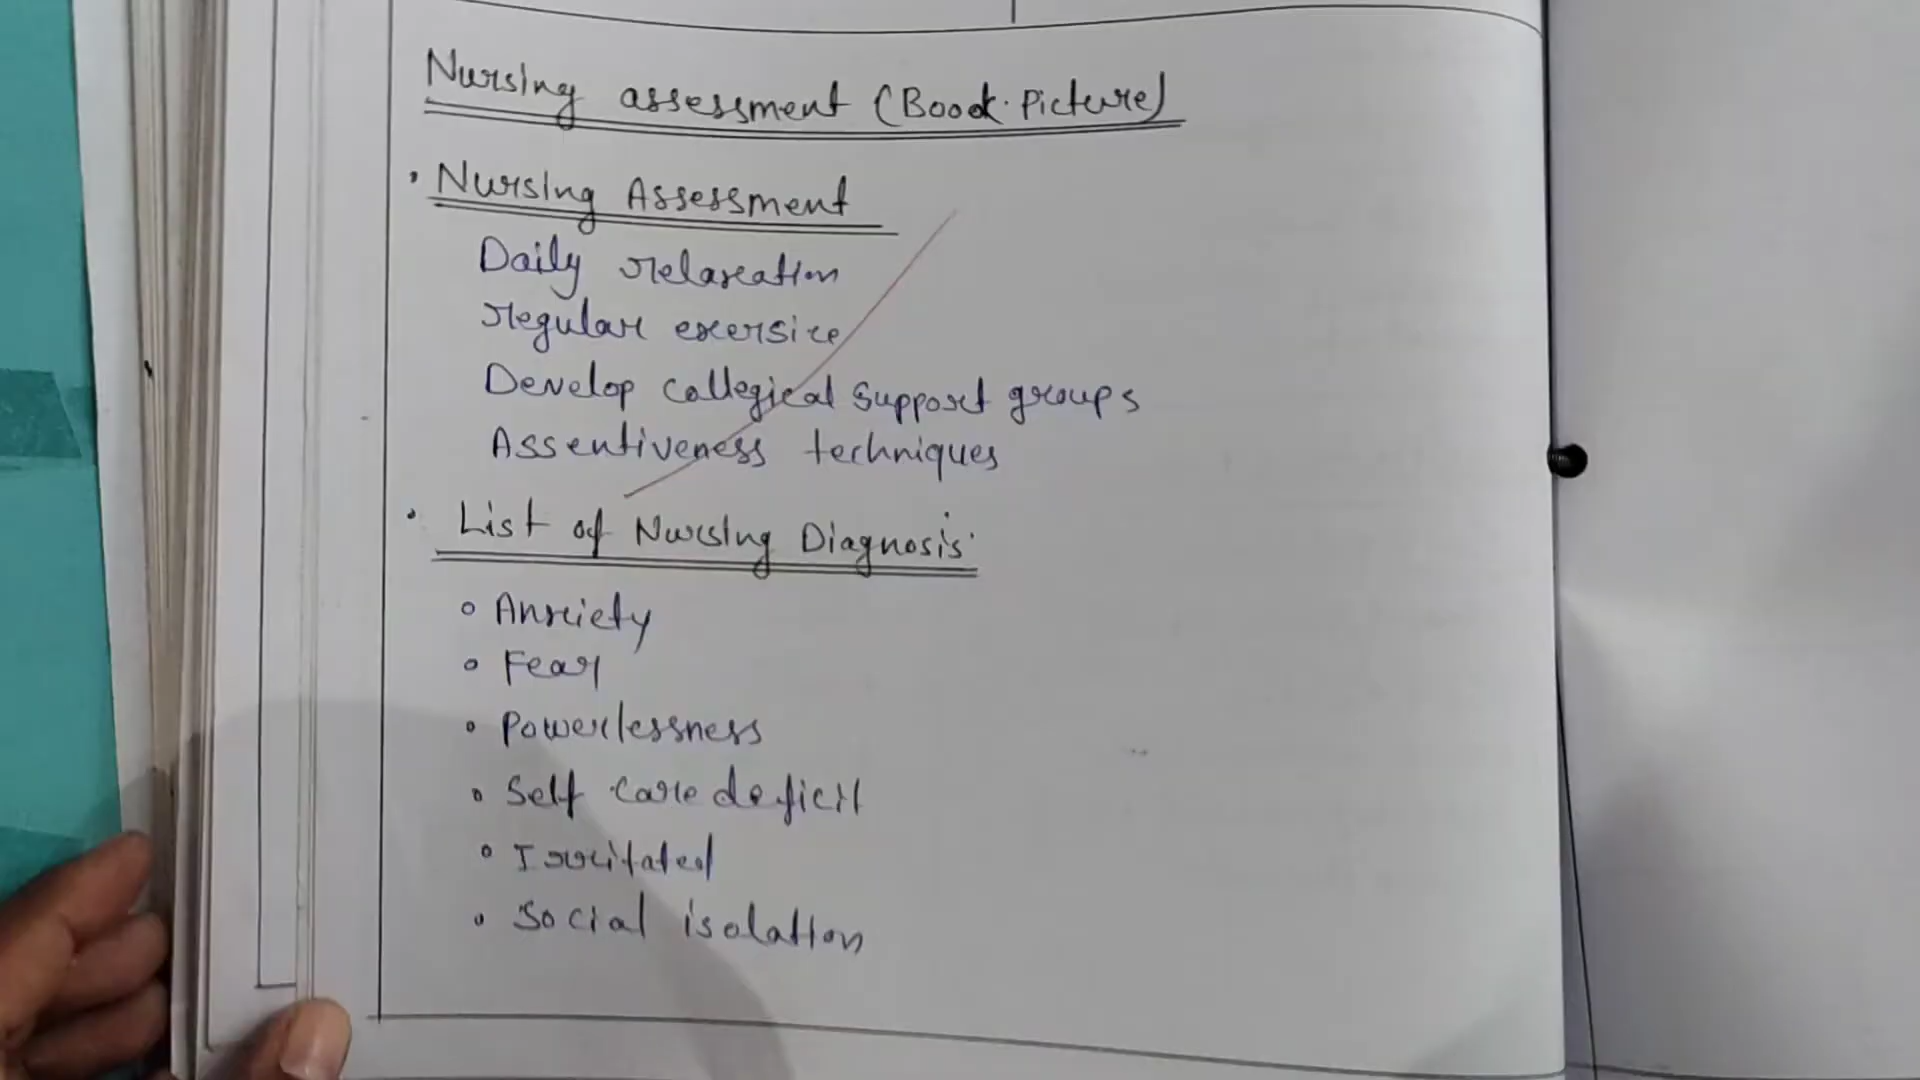 Nursing assessment (Boook. Picture)
• Nursing Assessment
Daily relaxation
regular exersice
Develop collegical support groups
Assentiveness techniques
• List of Nursing Diagnosis
Anxiety
Fear
Powerlessness
Self care deficit
Irritated
Social isolation